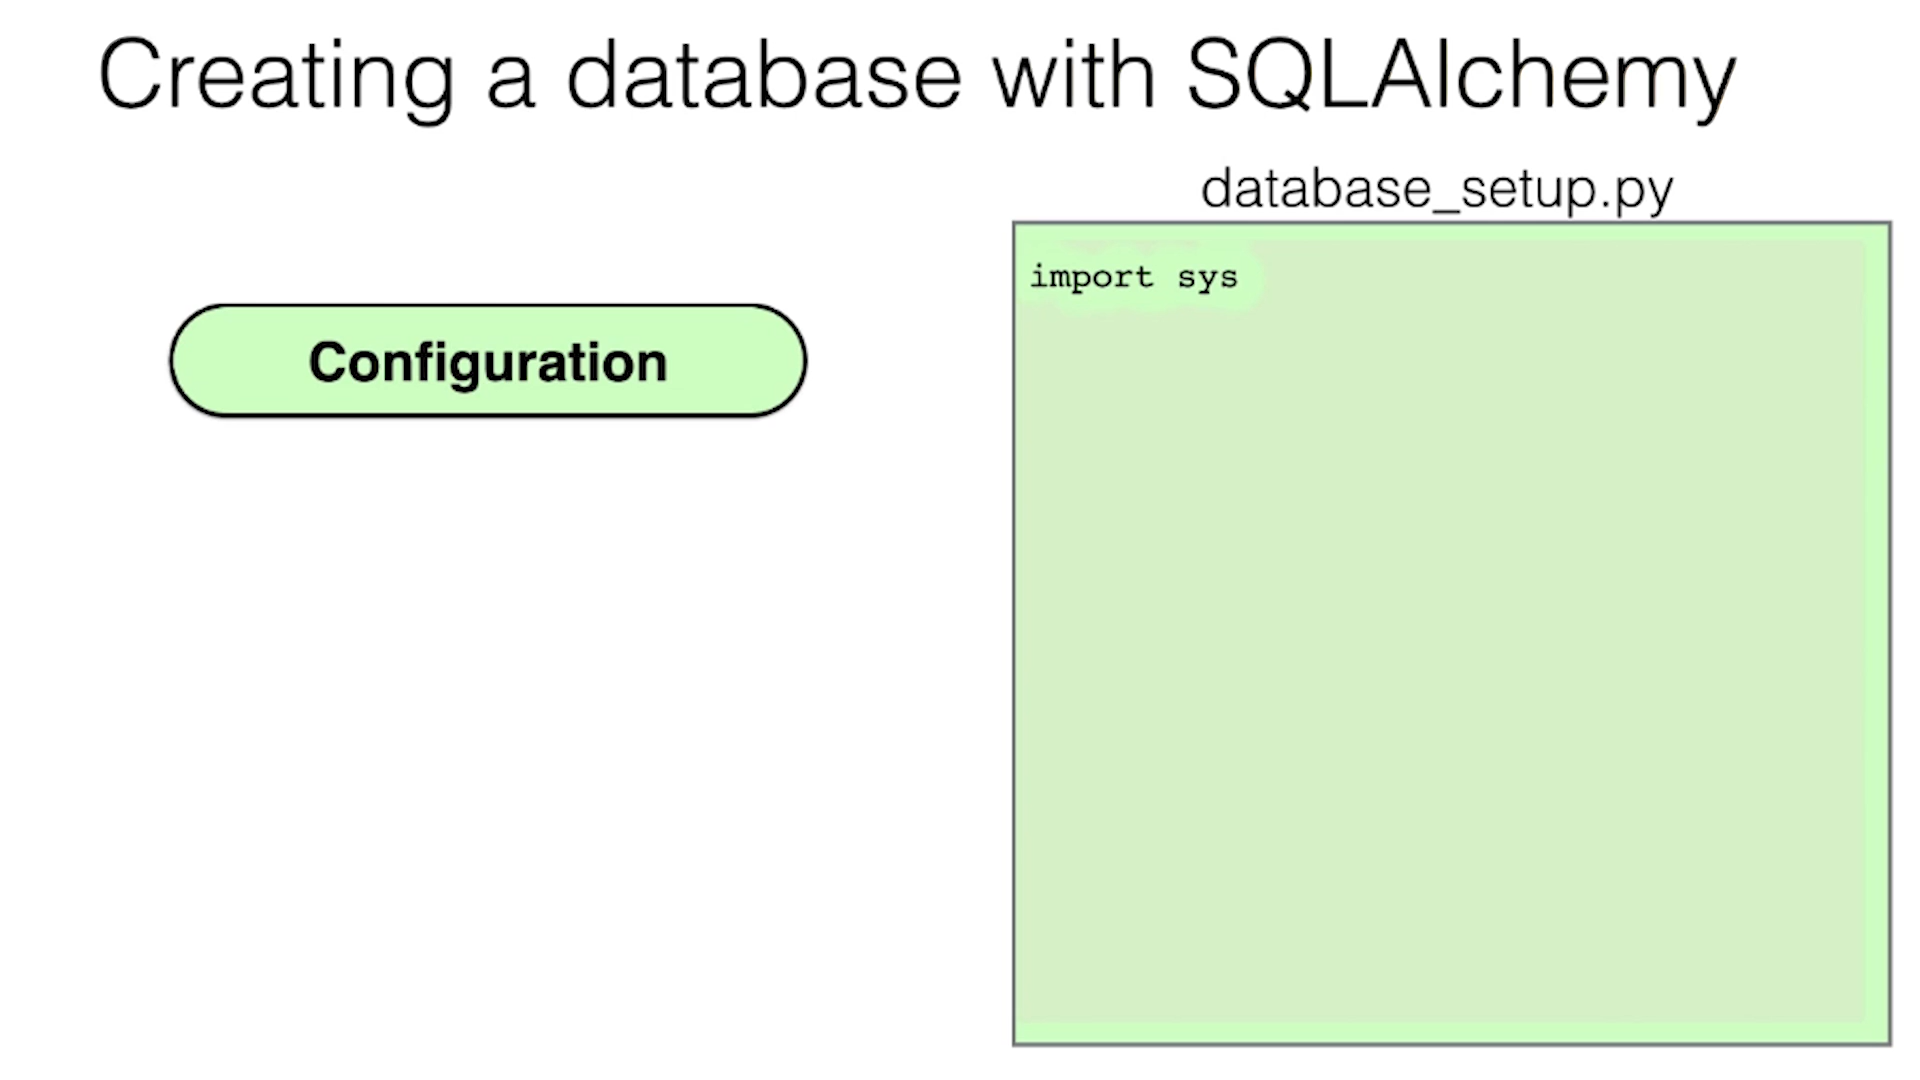 Creating a database with SQLAlchemy
database_setup.py
import sys
Configuration